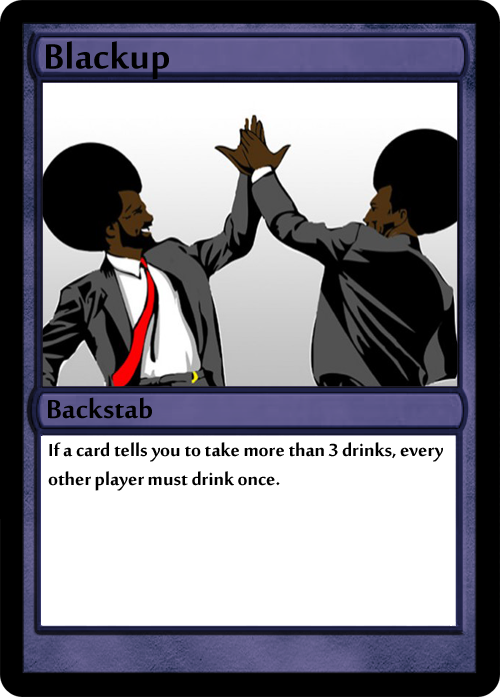 Blackup
Backstab
If a card tells you to take more than 3 drinks, every
other player must drink once.